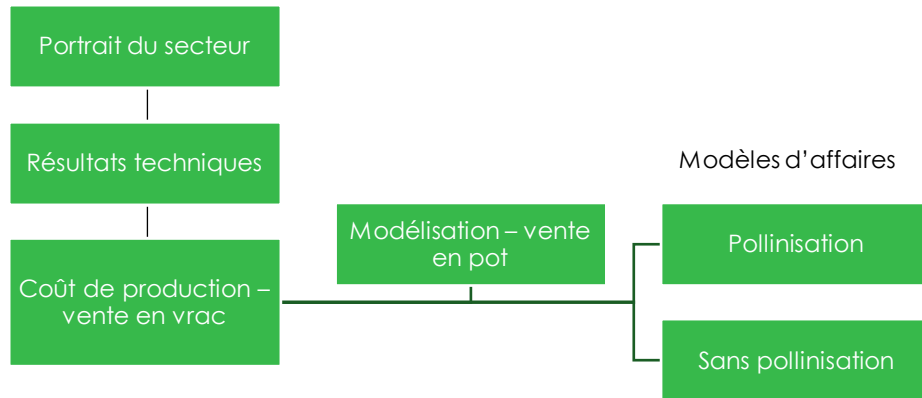 Portrait du secteur
Résultats techniques
Coût de production –
vente en vrac
Modélisation – vente
en pot
Modèles d’affaires
Pollinisation
Sans pollinisation